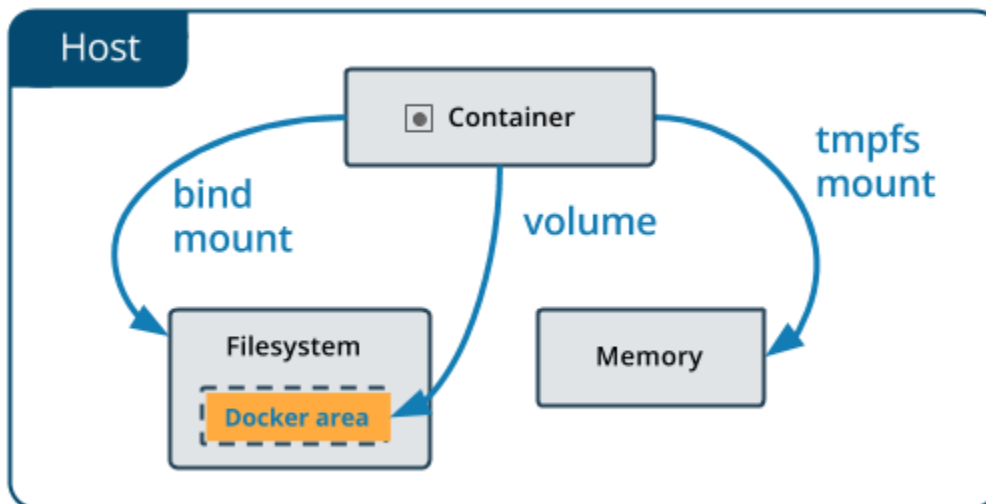 Host
Container
bind
mount
volume
tmpfs
mount
Filesystem
Docker area
Memory